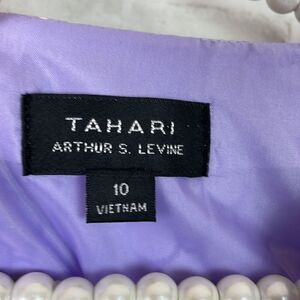 TAHARI
ARTHUR S. LEVINE
10
VIETNAM